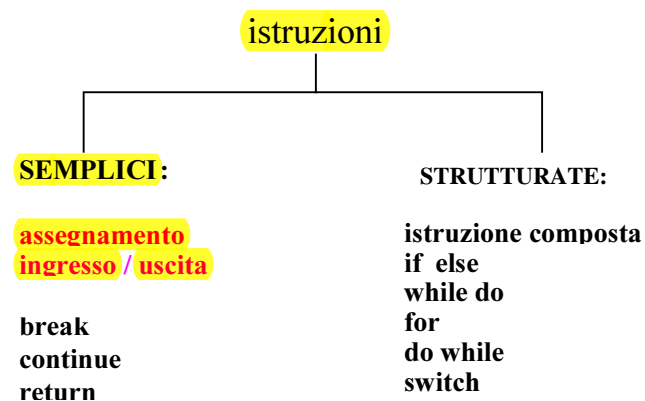 istruzioni
SEMPLICI:
assegnamento
ingresso / uscita
break
continue
return
STRUTTURATE:
istruzione composta
if else
while do
for
do while
switch